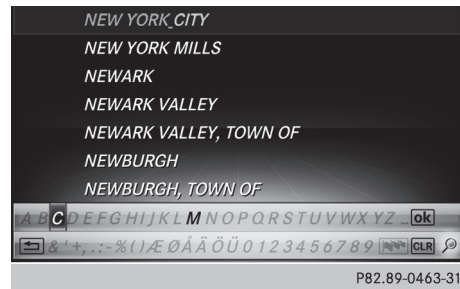 NEW YORK_CITY
NEW YORK MILLS
NEWARK
NEWARK VALLEY
NEWARK VALLEY, TOWN OF
NEWBURGH
NEWBURGH, TOWN OF
A B C D E F G H I J K L M N O P Q R S T U V W X Y Z _ ok
& ' + , . : - % ( ) Æ Ø Å Ä Ö Ü 0 1 2 3 4 5 6 7 8 9 CLR
P82.89-0463-31